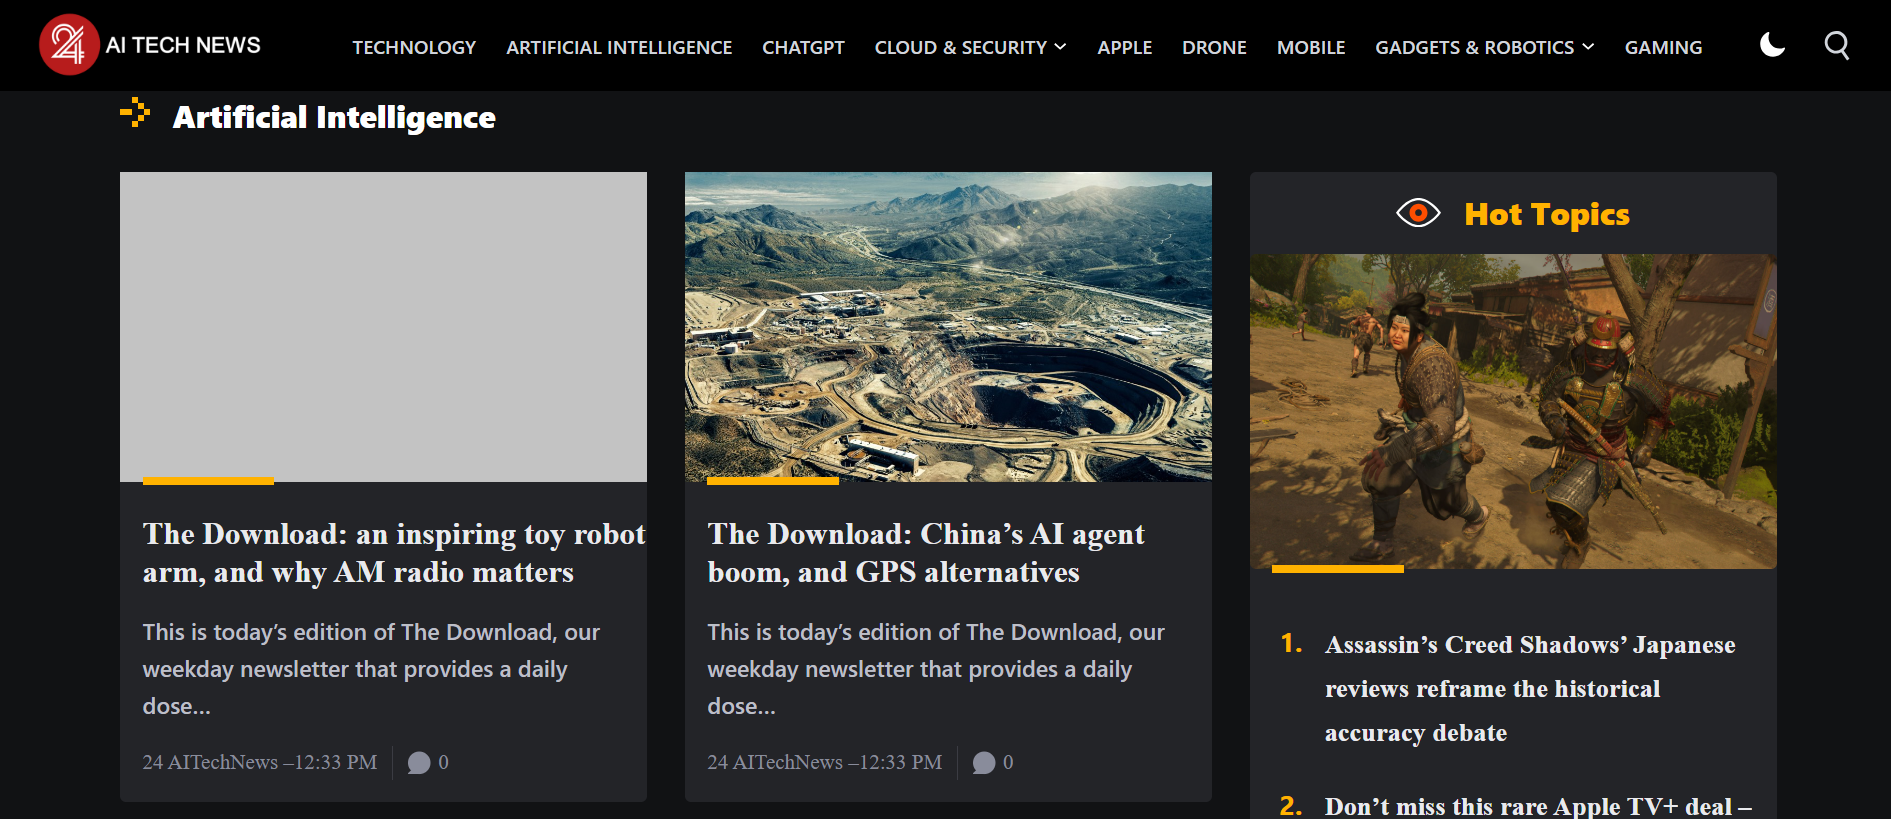 24 AI TECH NEWS
TECHNOLOGY
ARTIFICIAL INTELLIGENCE
CHATGPT
CLOUD & SECURITY
APPLE
DRONE
MOBILE
GADGETS & ROBOTICS
GAMING
Artificial Intelligence
The Download: an inspiring toy robot
arm, and why AM radio matters
This is today’s edition of The Download, our
weekday newsletter that provides a daily
dose...
24 AITechNews –12:33 PM
0
The Download: China’s AI agent
boom, and GPS alternatives
This is today’s edition of The Download, our
weekday newsletter that provides a daily
dose...
24 AITechNews –12:33 PM
0
Hot Topics
1. Assassin’s Creed Shadows’ Japanese
reviews reframe the historical
accuracy debate
2. Don’t miss this rare Apple TV+ deal –